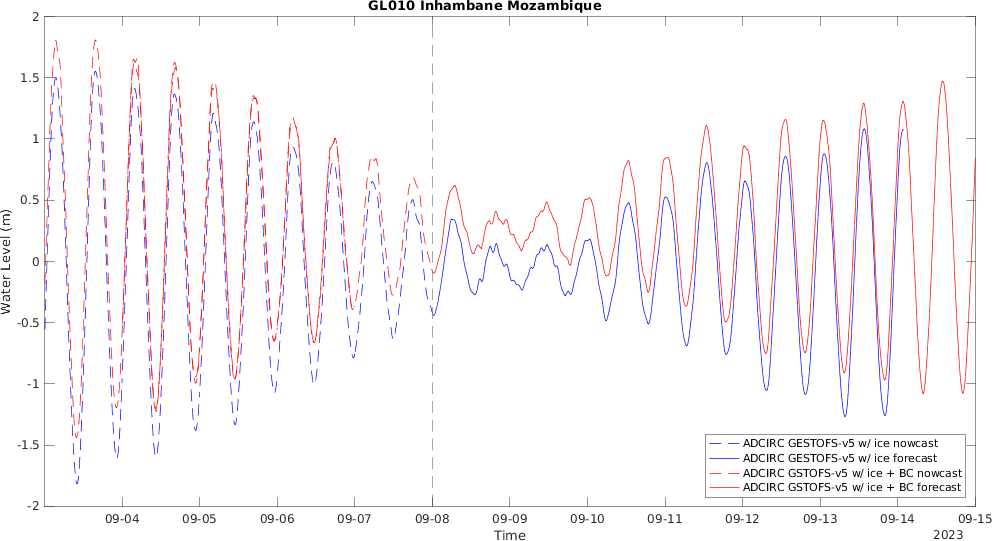 GL010 Inhambane Mozambique
2
1.5
1
0.5
0
-0.5
-1
-1.5
-2
Water Level (m)
ADCIRC GESTOFS-v5 w/ ice nowcast
ADCIRC GESTOFS-v5 w/ ice forecast
ADCIRC GSTOFS-v5 w/ ice + BC nowcast
ADCIRC GSTOFS-v5 w/ ice + BC forecast
09-04 09-05 09-06 09-07 09-08 09-09 09-10 09-11 09-12 09-13 09-14 09-15
Time
2023